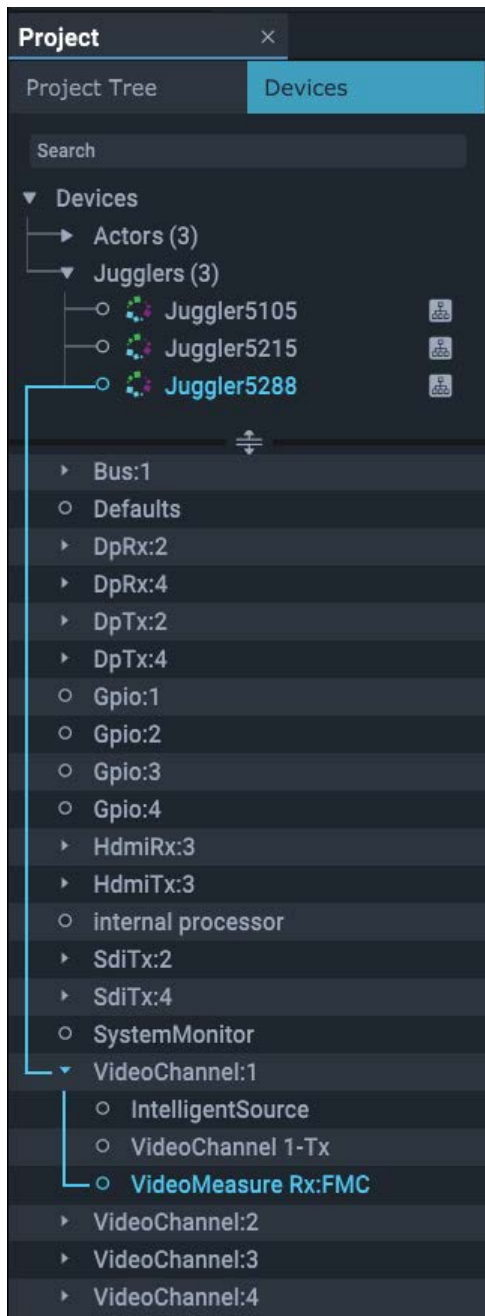 Project
Project Tree
Devices
Search
Devices
Actors (3)
Jugglers (3)
Juggler5105
Juggler5215
Juggler5288
Bus:1
Defaults
DpRx:2
DpRx:4
DpTx:2
DpTx:4
Gpio:1
Gpio:2
Gpio:3
Gpio:4
HdmiRx:3
HdmiTx:3
internal processor
SdiTx:2
SdiTx:4
SystemMonitor
VideoChannel:1
IntelligentSource
VideoChannel 1-Tx
VideoMeasure Rx:FMC
VideoChannel:2
VideoChannel:3
VideoChannel:4